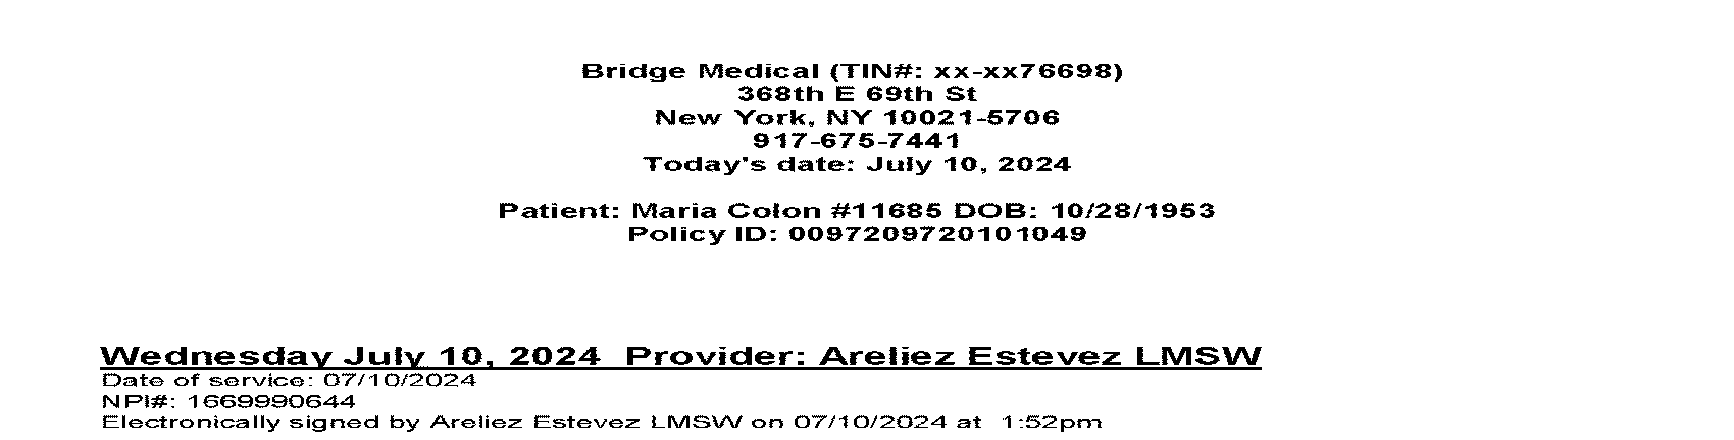 Bridge Medical (TIN#: xx-xx76698)
368th E 69th St
New York, NY 10021-5706
917-675-7441
Today's date: July 10, 2024
Patient: Maria Colon #11685 DOB: 10/28/1953
Policy ID: 0097209720101049
Wednesday July 10, 2024 Provider: Areliez Estevez LMSW
Date of service: 07/10/2024
NPI#: 1669990644
Electronically signed by Areliez Estevez LMSW on 07/10/2024 at 1:52pm